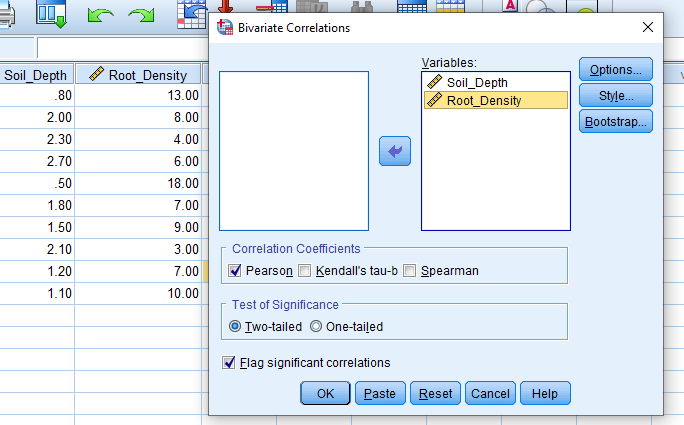 Bivariate Correlations
Soil_Depth Root_Density
.80 13.00
2.00 8.00
2.30 4.00
2.70 6.00
.50 18.00
1.80 7.00
1.50 9.00
2.10 3.00
1.20 7.00
1.10 10.00
Variables:
Soil_Depth
Root_Density
Options...
Style...
Bootstrap...
Correlation Coefficients
Pearson Kendall's tau-b Spearman
Test of Significance
Two-tailed One-tailed
Flag significant correlations
OK Paste Reset Cancel Help
A